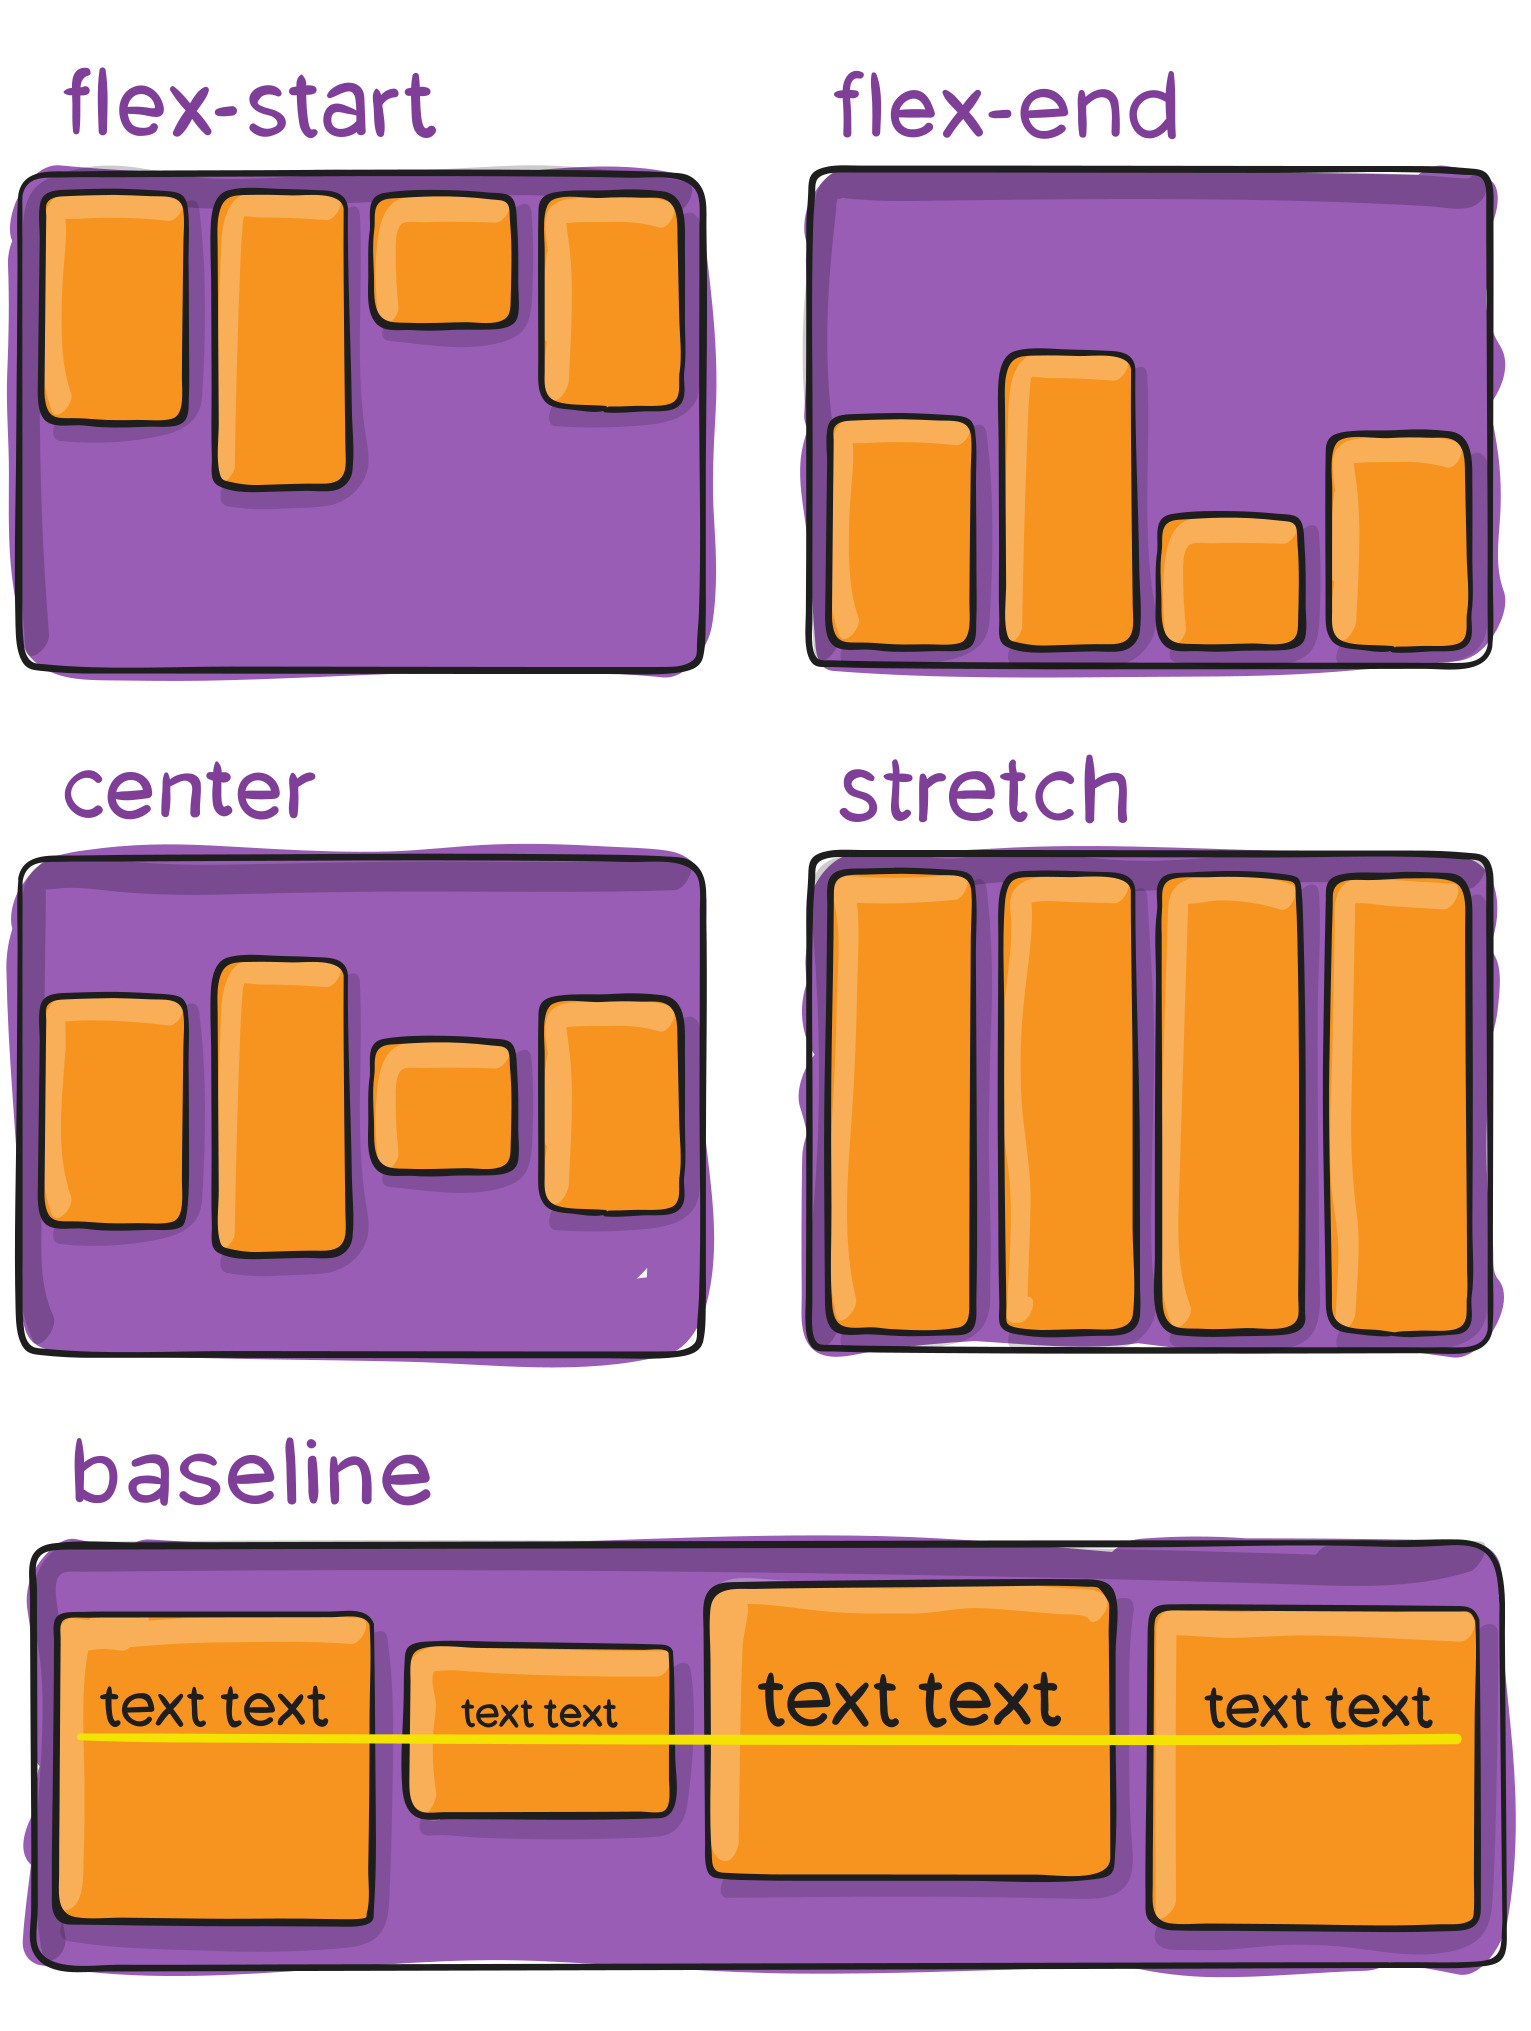 flex-start
flex-end
center
stretch
baseline
text text
text text
text text
text text